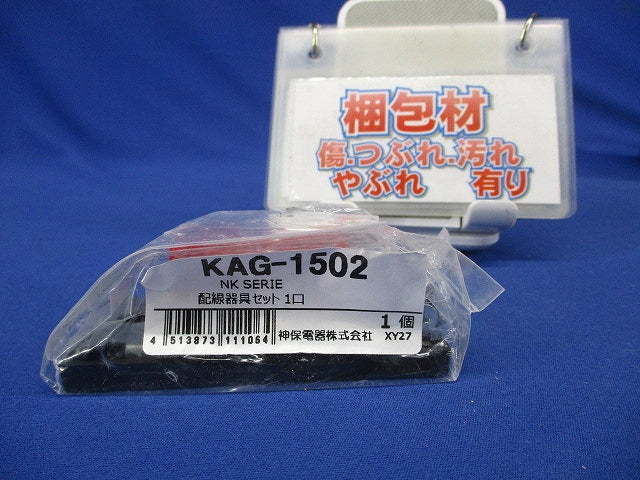 梱包材
傷.つぶれ.汚れ
やぶれ 有り
KAG-1502
NK SERIE
配線器具セット 1口
1 個
4 513873 111064
神保電器株式会社 XY27